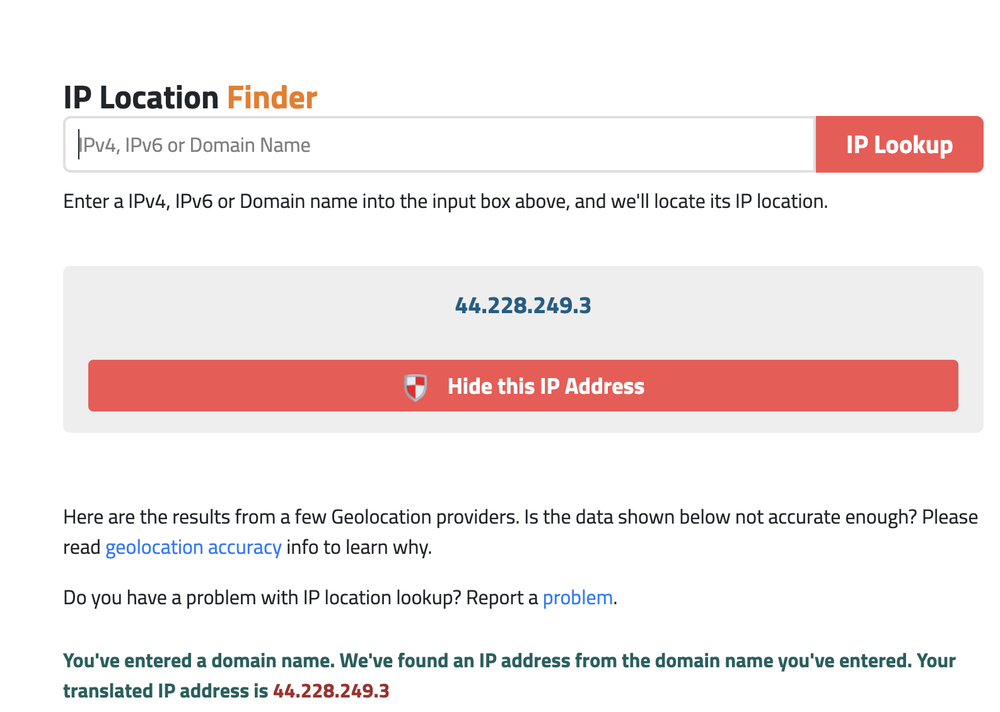 IP Location Finder
IPv4, IPv6 or Domain Name
IP Lookup
Enter a IPv4, IPv6 or Domain name into the input box above, and we'll locate its IP location.
44.228.249.3
Hide this IP Address
Here are the results from a few Geolocation providers. Is the data shown below not accurate enough? Please
read geolocation accuracy info to learn why.
Do you have a problem with IP location lookup? Report a problem.
You've entered a domain name. We've found an IP address from the domain name you've entered. Your
translated IP address is 44.228.249.3